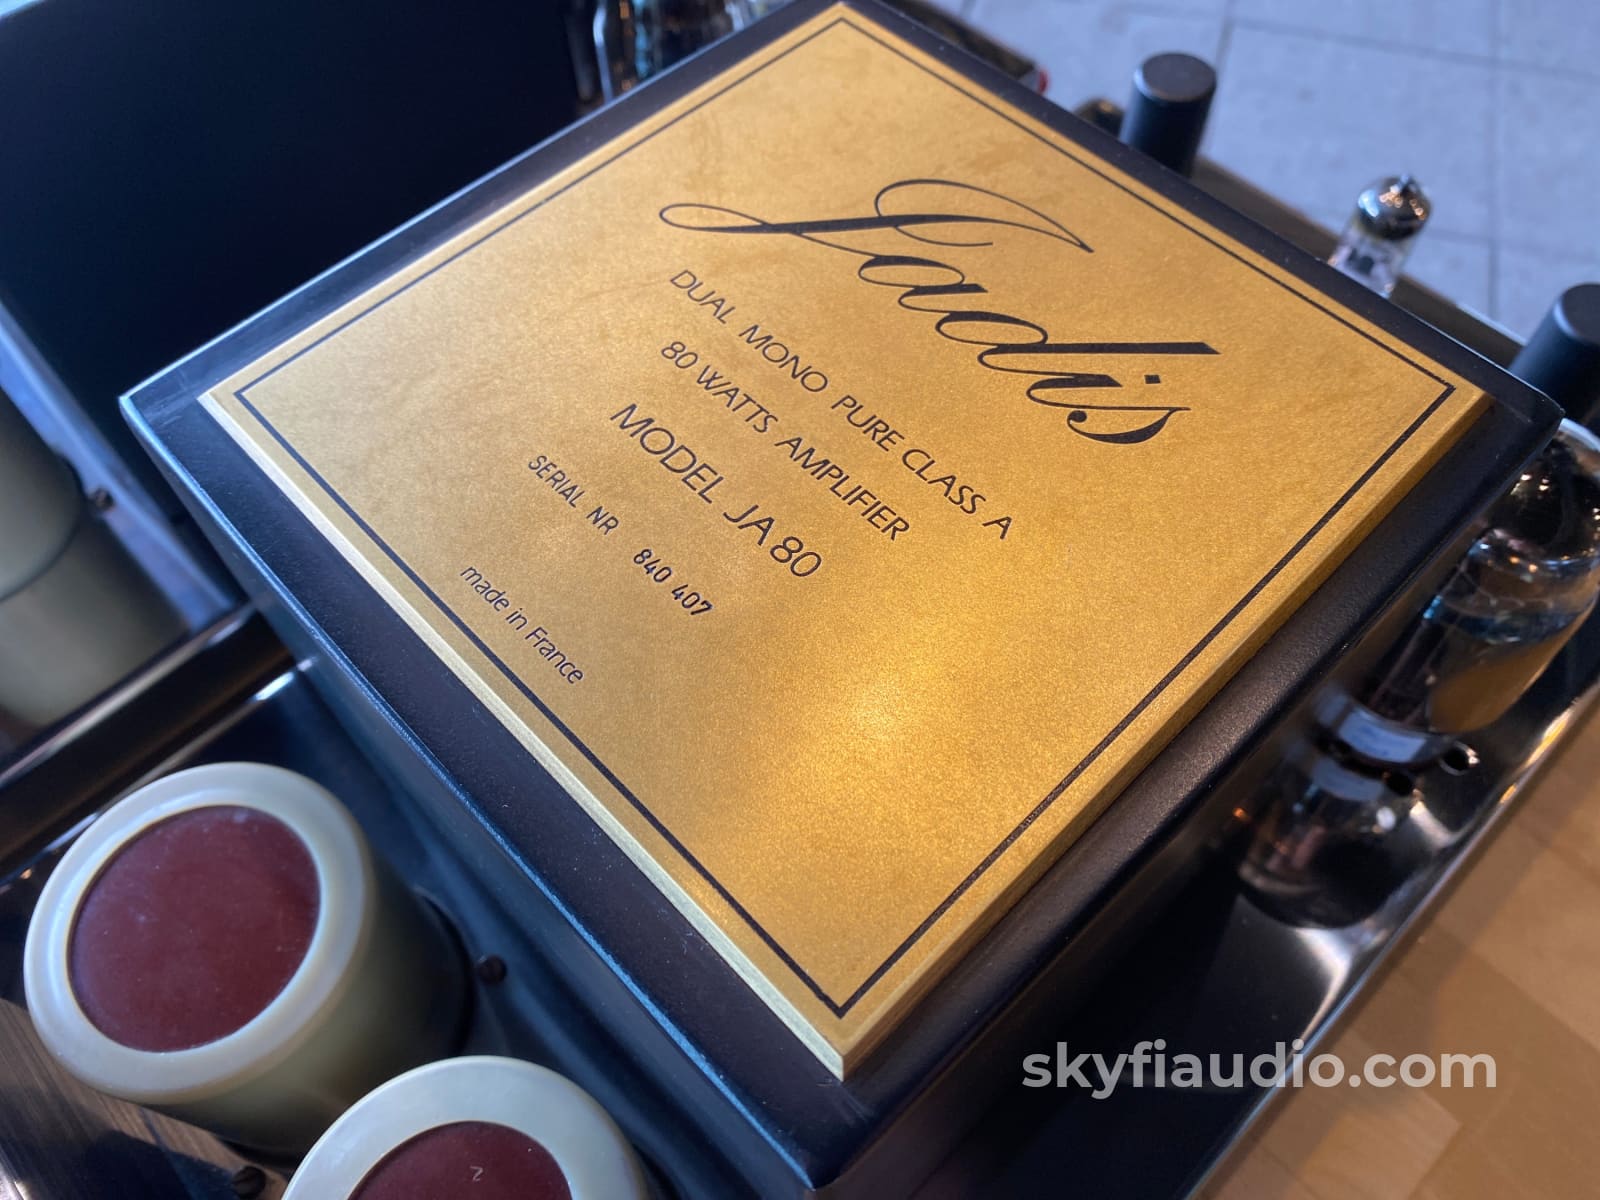 Jadis
DUAL MONO PURE CLASS A
80 WATTS AMPLIFIER
MODEL JA 80
SERIAL NR 840 407
made in France
skyfiaudio.com